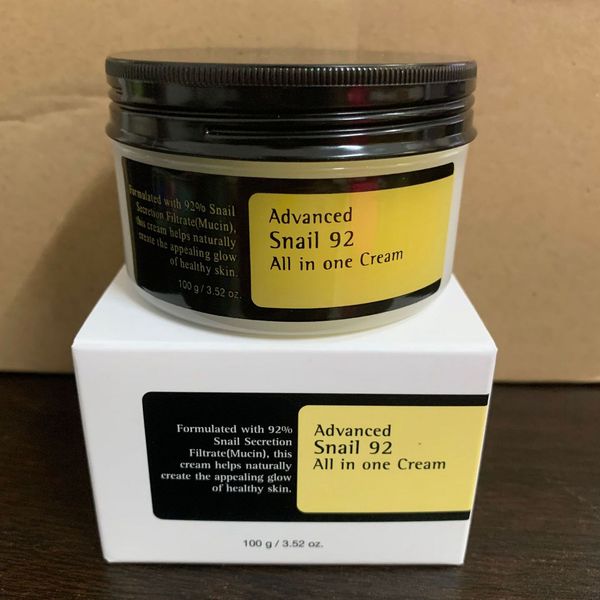 Formulated with 92% Snail
Secretion Filtrate(Mucin),
this cream helps naturally
create the appealing glow
of healthy skin.
100 g / 3.52 oz.
Advanced
Snail 92
All in one Cream
Formulated with 92%
Snail Secretion
Filtrate(Mucin), this
cream helps naturally
create the appealing glow
of healthy skin.
Advanced
Snail 92
All in one Cream
100 g / 3.52 oz.